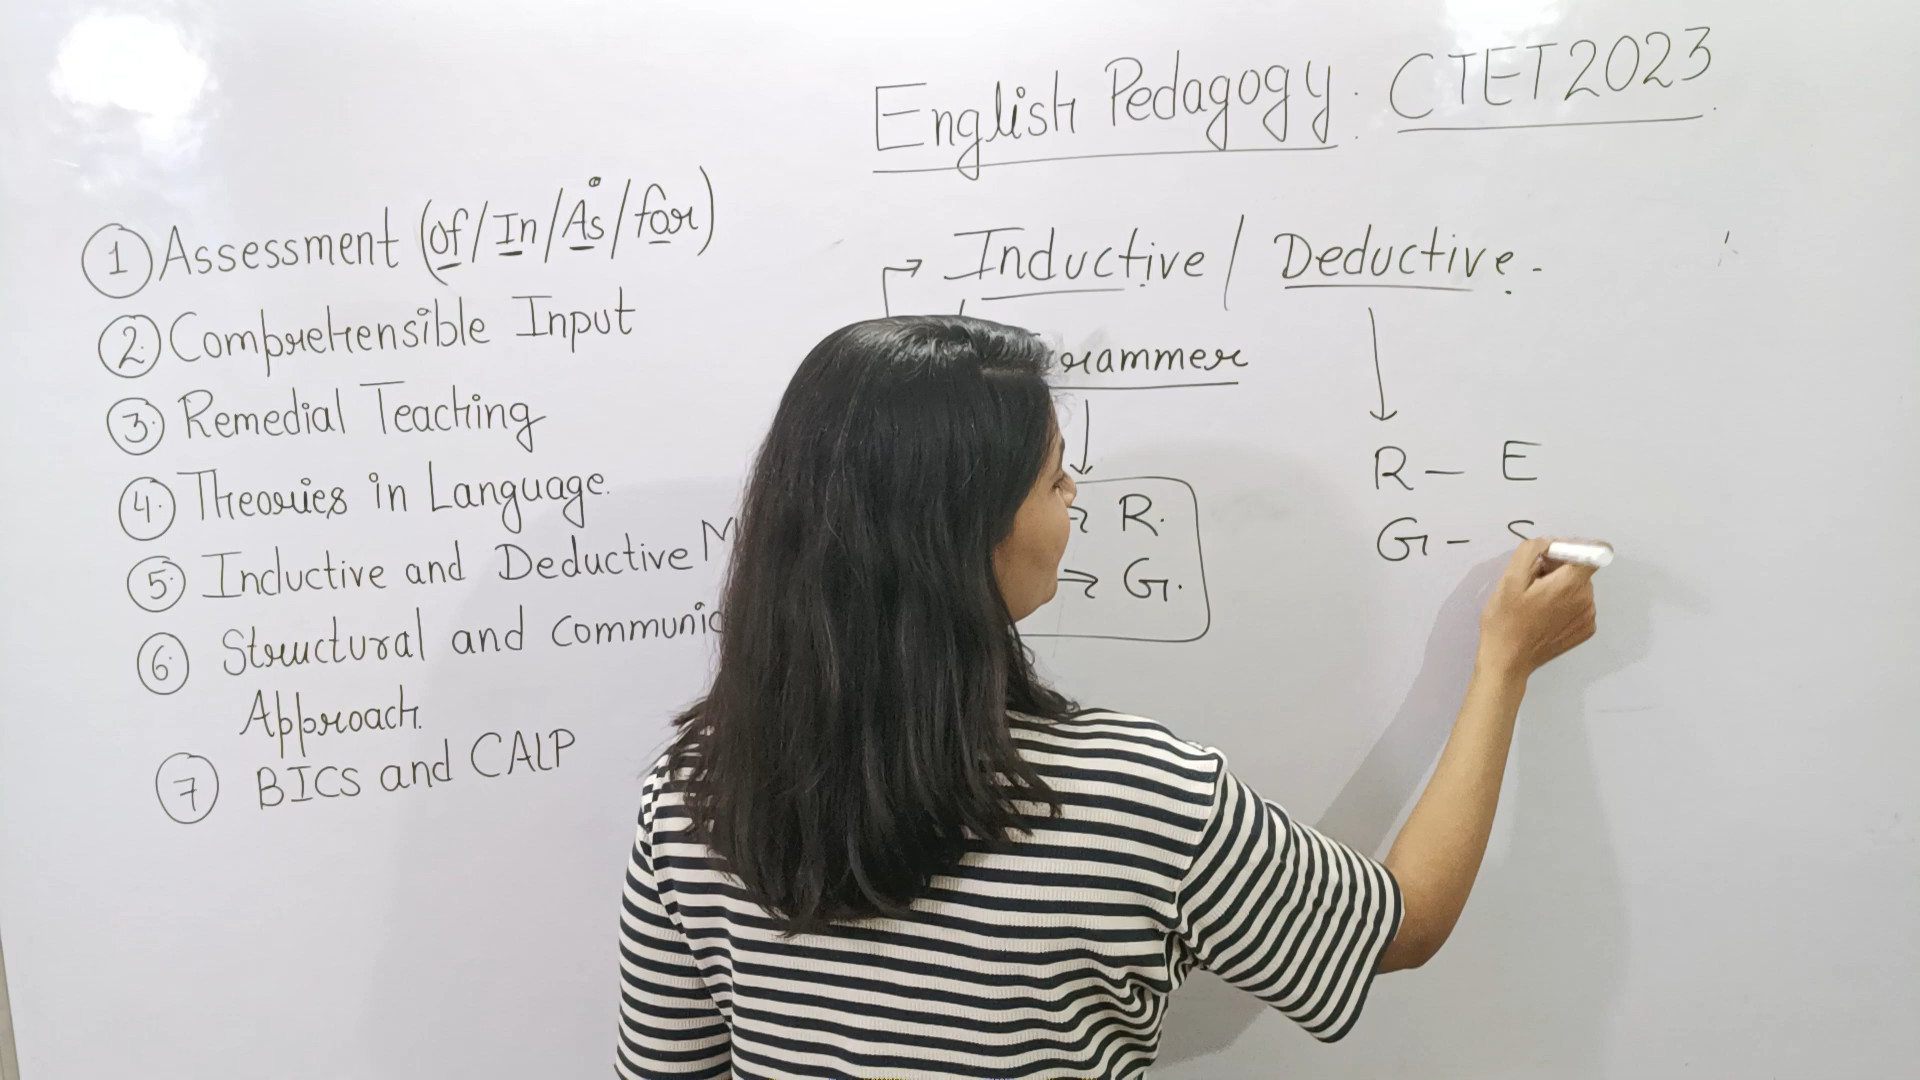 English Pedagogy: CTET2023
① Assessment (of/In/As/for)
② Comprehensible Input
③ Remedial Teaching
④ Theories in Language.
⑤ Inductive and Deductive
⑥ Structural and
Approach.
⑦ BICS and CALP
Inductive / Deductive.
→ R.
→ G.
R - E
G - S